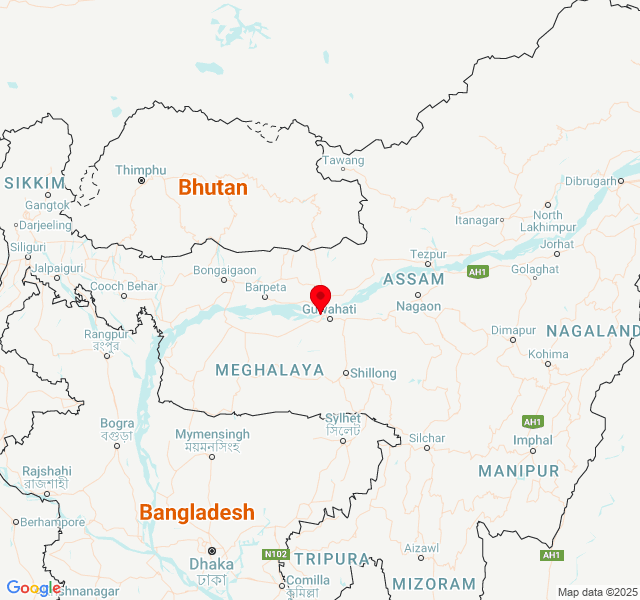 Tawang
Thimphu
SIKKIM
Bhutan
Dibrugarh
Gangtok
Darjeeling
Itanagar
North
Lakhimpur
Siliguri
Tezpur
Jorhat
Jalpaiguri
Bongaigaon
ASSAM
AH1
Golaghat
Cooch Behar
Barpeta
Nagaon
Guwahati
Rangpur
রংপুর
Dimapur
NAGALAND
Kohima
MEGHALAYA
Shillong
Bogra
বগুড়া
Sylhet
সিলেট
AH1
Mymensingh
ময়মনসিংহ
Silchar
Imphal
Rajshahi
রাজশাহী
MANIPUR
Bangladesh
Berhampore
Dhaka
ঢাকা
N102
TRIPURA
Aizawl
AH1
Comilla
কুমিল্লা
MIZORAM
Google
shnanagar
Map data ©2025